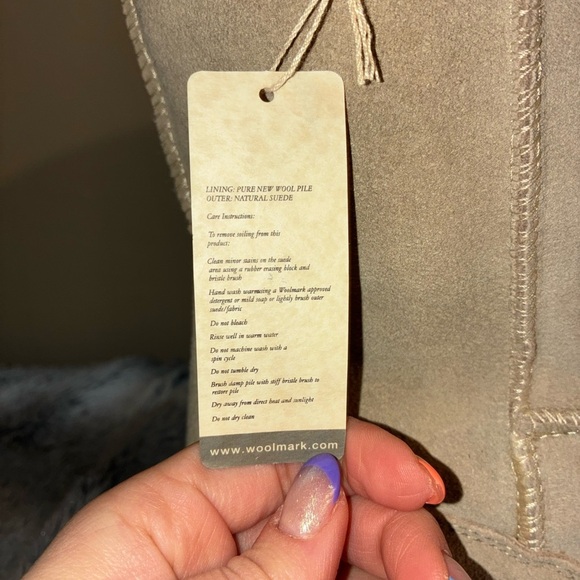 LINING: PURE NEW WOOL PILE
OUTER: NATURAL SUEDE
Care Instructions:
To remove soiling from this
product:
Clean minor stains on the suede
area using a rubber erasing block and
bristle brush
Hand wash warmusing a Woolmark approved
detergent or mild soap or lightly brush outer
suede/fabric
Do not bleach
Rinse well in warm water
Do not machine wash with a
spin cycle
Do not tumble dry
Brush damp pile with stiff bristle brush to
restore pile
Dry away from direct heat and sunlight
Do not dry clean
www.woolmark.com